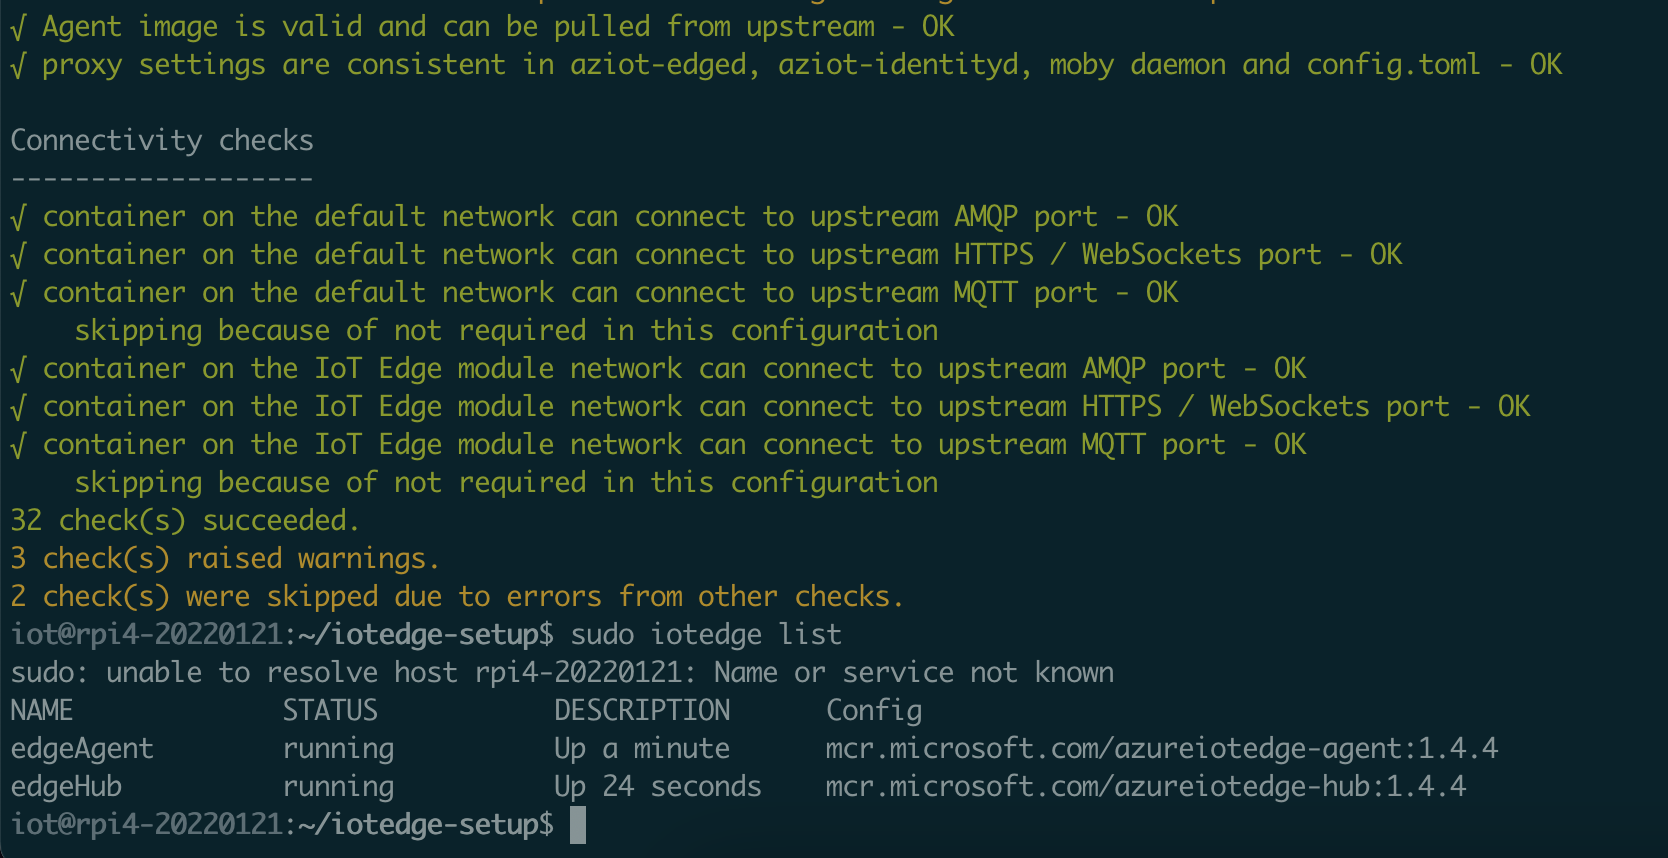 √ Agent image is valid and can be pulled from upstream - OK
√ proxy settings are consistent in aziot-edged, aziot-identityd, moby daemon and config.toml - OK
Connectivity checks
-------------------
√ container on the default network can connect to upstream AMQP port - OK
√ container on the default network can connect to upstream HTTPS / WebSockets port - OK
√ container on the default network can connect to upstream MQTT port - OK
    skipping because of not required in this configuration
√ container on the IoT Edge module network can connect to upstream AMQP port - OK
√ container on the IoT Edge module network can connect to upstream HTTPS / WebSockets port - OK
√ container on the IoT Edge module network can connect to upstream MQTT port - OK
    skipping because of not required in this configuration
32 check(s) succeeded.
3 check(s) raised warnings.
2 check(s) were skipped due to errors from other checks.
iot@rpi4-20220121:~/iotedge-setup$ sudo iotedge list
sudo: unable to resolve host rpi4-20220121: Name or service not known
NAME             STATUS           DESCRIPTION      Config
edgeAgent        running          Up a minute      mcr.microsoft.com/azureiotedge-agent:1.4.4
edgeHub          running          Up 24 seconds    mcr.microsoft.com/azureiotedge-hub:1.4.4
iot@rpi4-20220121:~/iotedge-setup$